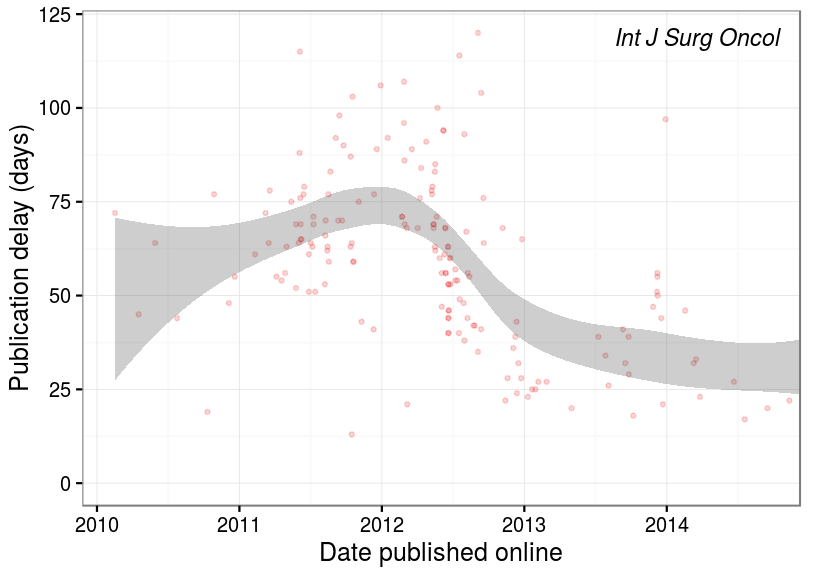 Int J Surg Oncol
Publication delay (days)
125
100
75
50
25
0
2010 2011 2012 2013 2014
Date published online